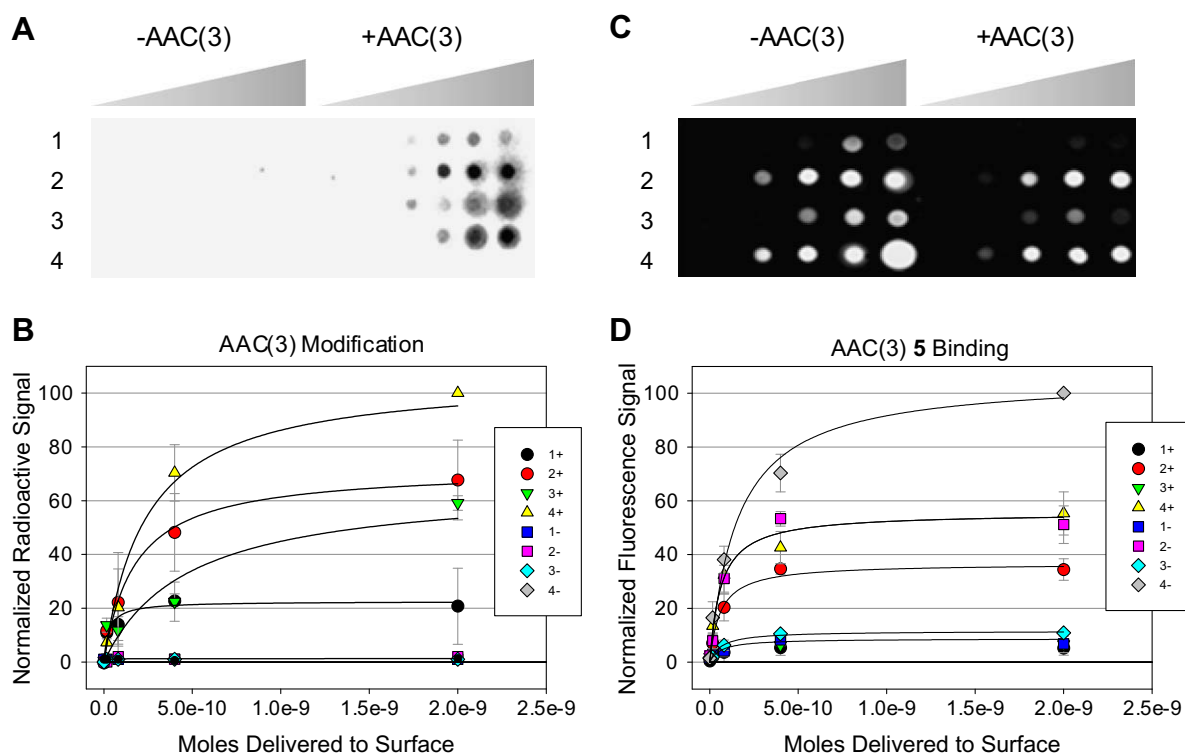 A
-AAC(3) +AAC(3)
1
2
3
4
C
-AAC(3) +AAC(3)
1
2
3
4
B
AAC(3) Modification
Normalized Radioactive Signal
100
80
60
40
20
0
0.0 5.0e-10 1.0e-9 1.5e-9 2.0e-9 2.5e-9
Moles Delivered to Surface
1+
2+
3+
4+
1-
2-
3-
4-
D
AAC(3) 5 Binding
Normalized Fluorescence Signal
100
80
60
40
20
0
0.0 5.0e-10 1.0e-9 1.5e-9 2.0e-9 2.5e-9
Moles Delivered to Surface
1+
2+
3+
4+
1-
2-
3-
4-